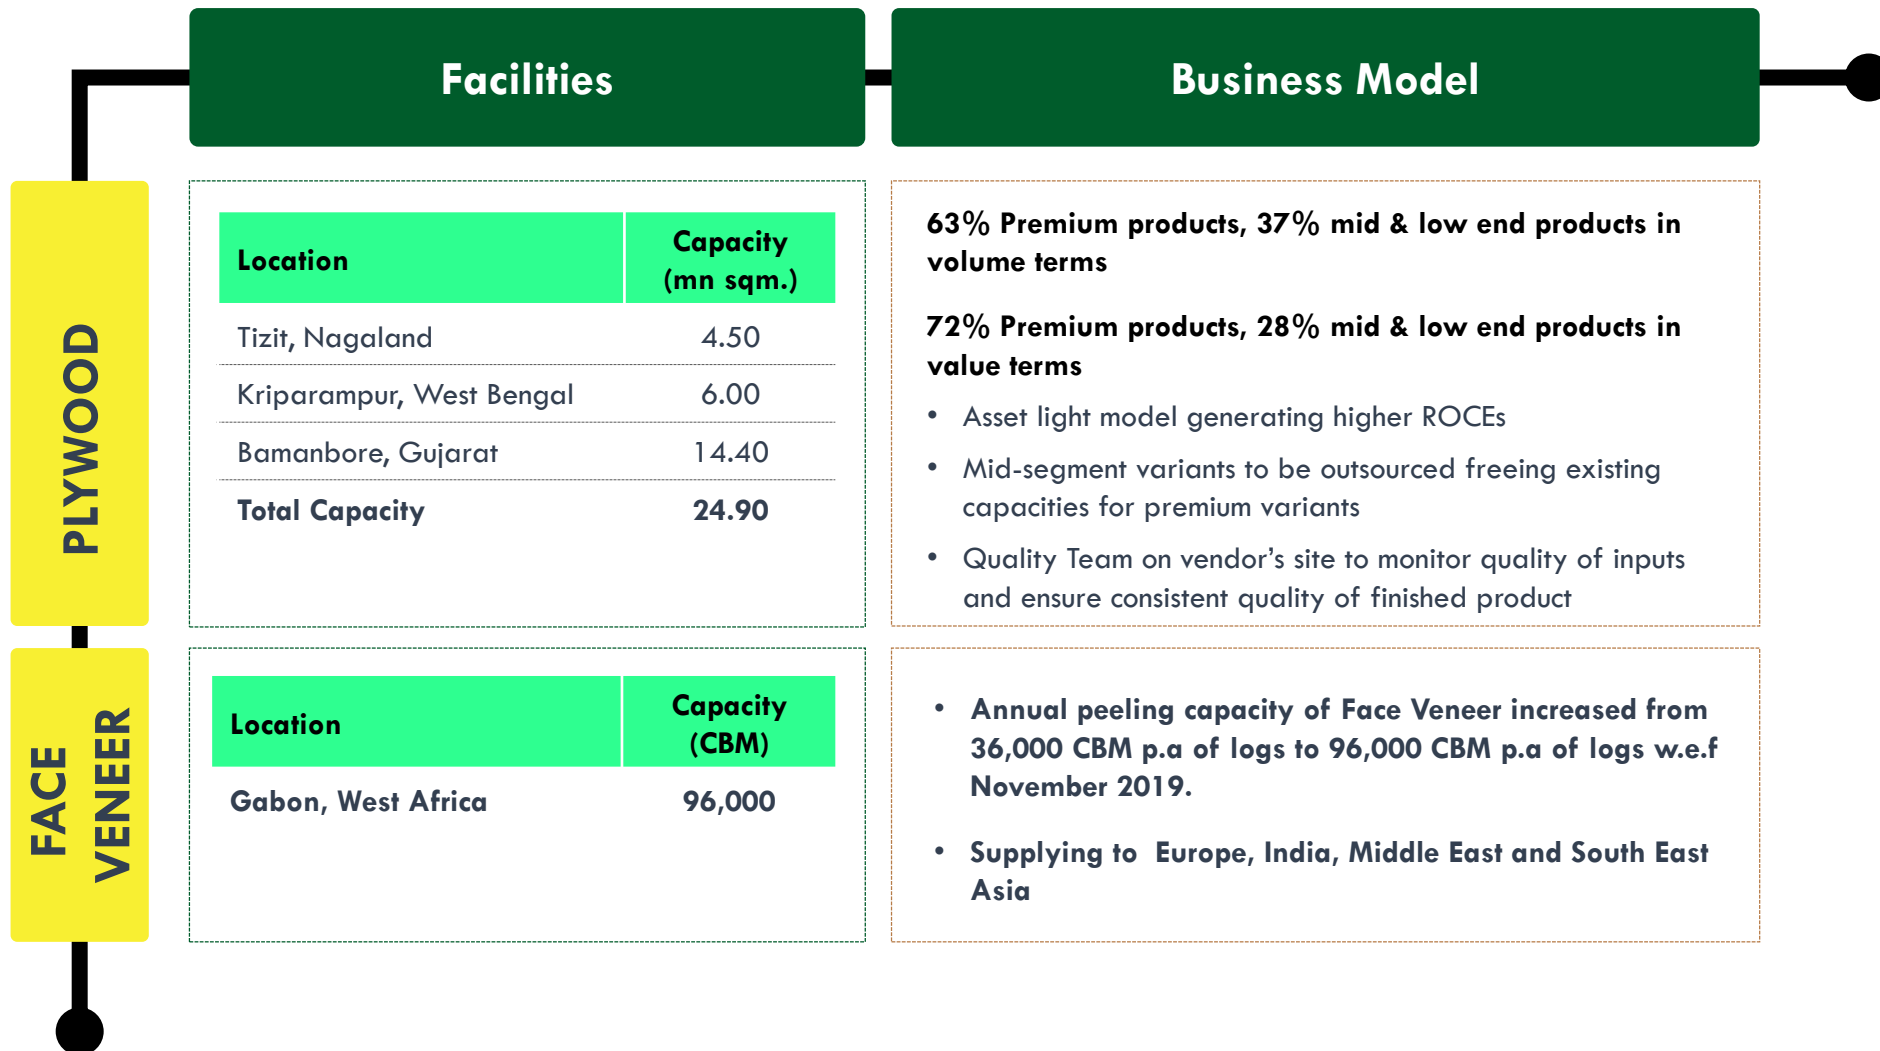 Facilities
Business Model
PLYWOOD
Location
Capacity
(mn sqm.)
Tizit, Nagaland
4.50
Kriparampur, West Bengal
6.00
Bamanbore, Gujarat
14.40
Total Capacity
24.90
63% Premium products, 37% mid & low end products in
volume terms
72% Premium products, 28% mid & low end products in
value terms
• Asset light model generating higher ROCEs
• Mid-segment variants to be outsourced freeing existing
capacities for premium variants
• Quality Team on vendor’s site to monitor quality of inputs
and ensure consistent quality of finished product
FACE
VENEER
Location
Capacity
(CBM)
Gabon, West Africa
96,000
• Annual peeling capacity of Face Veneer increased from
36,000 CBM p.a of logs to 96,000 CBM p.a of logs w.e.f
November 2019.
• Supplying to  Europe, India, Middle East and South East
Asia